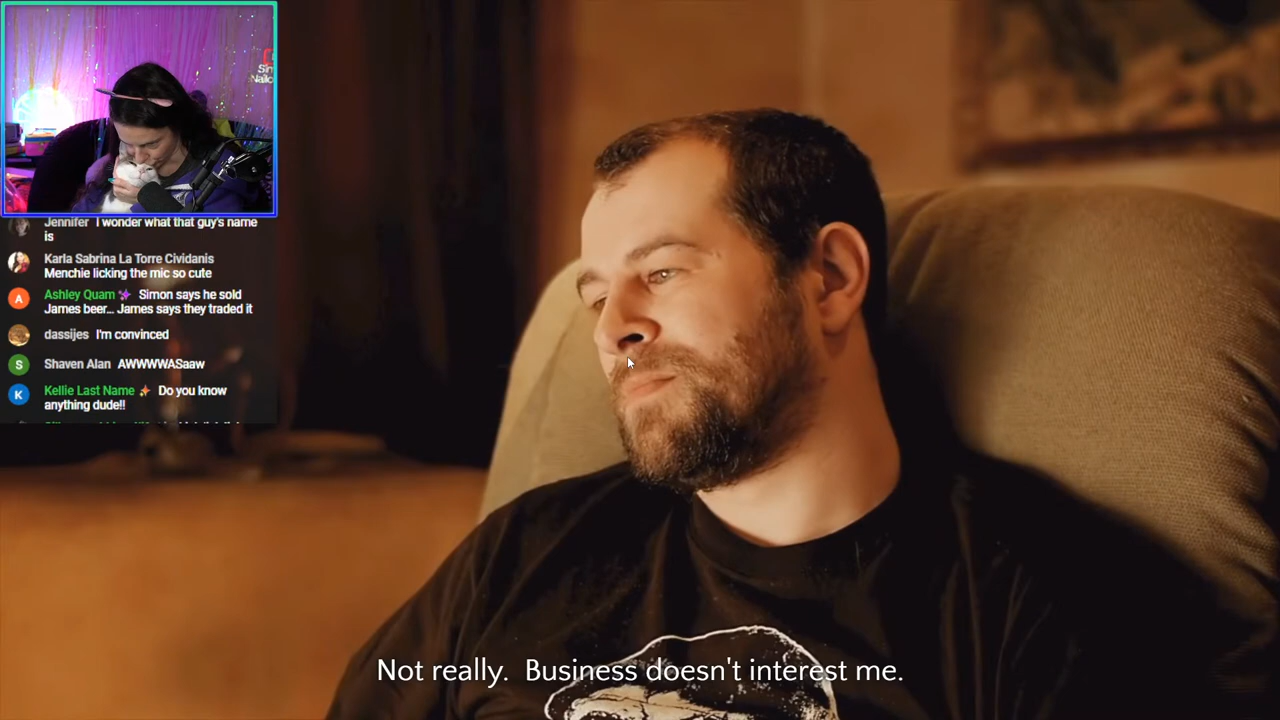 Jennifer I wonder what that guy's name
is
Karla Sabrina La Torre Cividanis
Menchie licking the mic so cute
Ashley Quam Simon says he sold
James beer... James says they traded it
dassijes I'm convinced
Shaven Alan AWWWWASaaw
Kellie Last Name Do you know
anything dude!!
Not really. Business doesn't interest me.